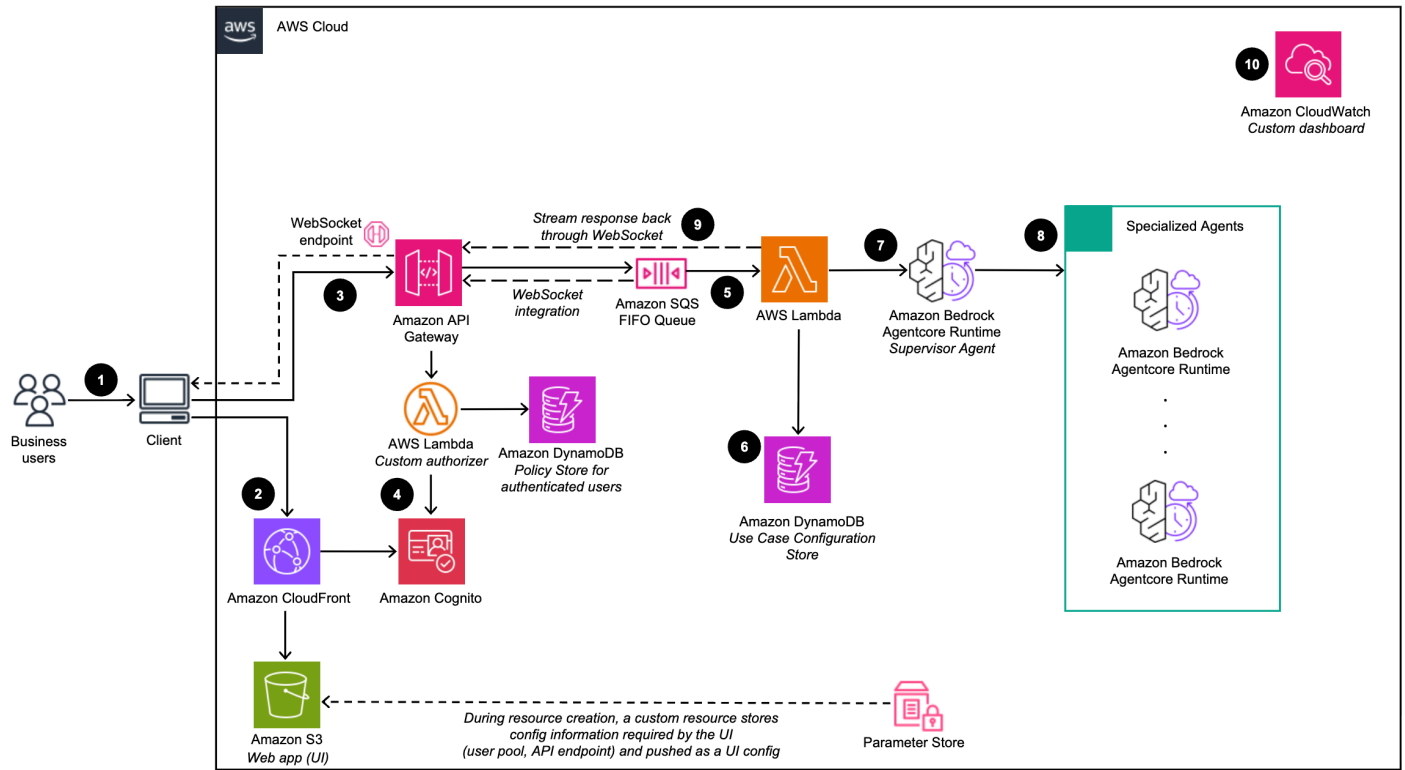 aws
AWS Cloud
10
Amazon CloudWatch
Custom dashboard
WebSocket
endpoint
Stream response back
through WebSocket
9
3
Amazon API
Gateway
WebSocket
integration
Amazon SQS
FIFO Queue
5
AWS Lambda
7
Amazon Bedrock
Agentcore Runtime
Supervisor Agent
8
Specialized Agents
Amazon Bedrock
Agentcore Runtime
.
.
.
Amazon Bedrock
Agentcore Runtime
1
Business
users
Client
AWS Lambda
Custom authorizer
Amazon DynamoDB
Policy Store for
authenticated users
6
Amazon DynamoDB
Use Case Configuration
Store
2
Amazon CloudFront
4
Amazon Cognito
Amazon S3
Web app (UI)
During resource creation, a custom resource stores
config information required by the UI
(user pool, API endpoint) and pushed as a UI config
Parameter Store